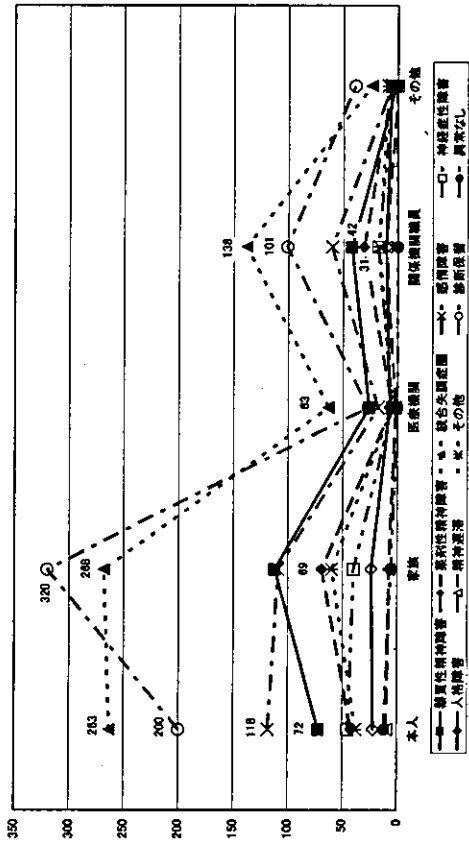 350
300
250
200
150
100
50
0
320
263
268
200
118
72
69
63
138
101
42
31
本人
家族
医療機関
関係機関職員
その他
器質性精神障害
薬剤性精神障害
統合失調症圏
感情障害
神経症性障害
人格障害
精神遅滞
その他
診断保留
異常なし